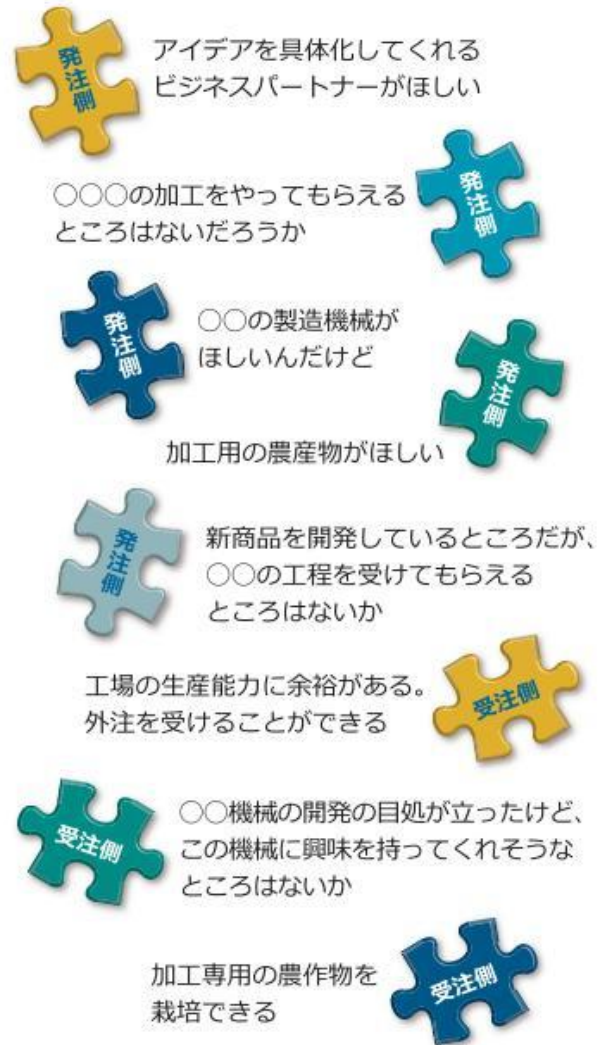 発注側
アイデアを具体化してくれる
ビジネスパートナーがほしい
〇〇〇の加工をやってもらえる
ところはないだろうか
発注側
発注側
〇〇の製造機械が
ほしいんだけど
発注側
加工用の農産物がほしい
発注側
新商品を開発しているところだが、
〇〇の工程を受けてもらえる
ところはないか
工場の生産能力に余裕がある。
外注を受けることができる
受注側
受注側
〇〇機械の開発の目処が立ったけど、
この機械に興味を持ってくれそうな
ところはないか
加工専用の農作物を
栽培できる
受注側